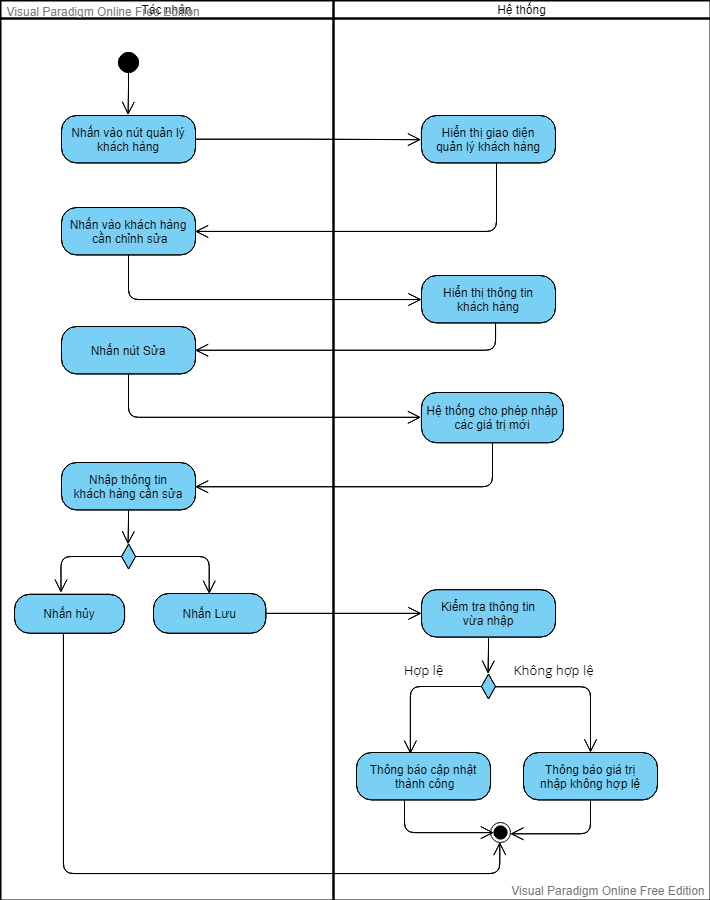 Visual Paradigm Online Free Edition
Tác nhân
Hệ thống
Nhấn vào nút quản lý
khách hàng
Hiển thị giao diện
quản lý khách hàng
Nhấn vào khách hàng
cần chỉnh sửa
Hiển thị thông tin
khách hàng
Nhấn nút Sửa
Hệ thống cho phép nhập
các giá trị mới
Nhập thông tin
khách hàng cần sửa
Nhấn hủy
Nhấn Lưu
Kiểm tra thông tin
vừa nhập
Hợp lệ
Không hợp lệ
Thông báo cập nhật
thành công
Thông báo giá trị
nhập không hợp lệ
Visual Paradigm Online Free Edition